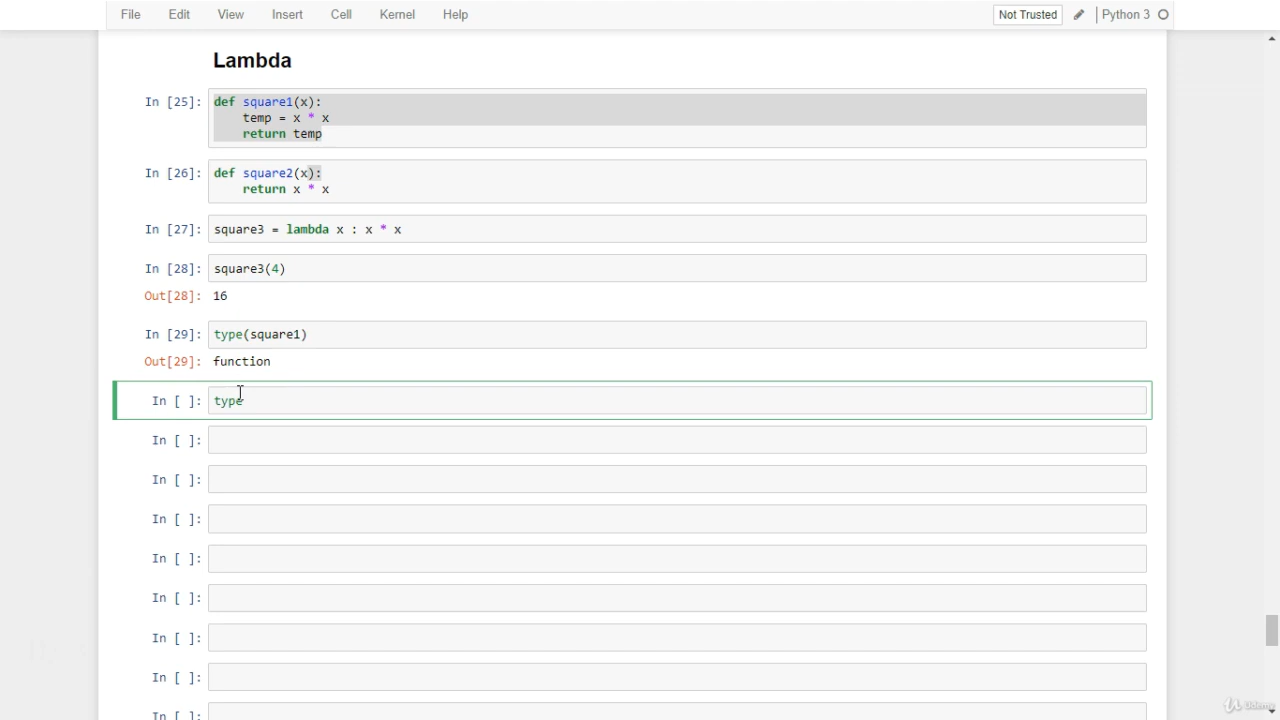 File Edit View Insert Cell Kernel Help Not Trusted Python 3
Lambda
In [25]: def square1(x):
temp = x * x
return temp
In [26]: def square2(x):
return x * x
In [27]: square3 = lambda x : x * x
In [28]: square3(4)
Out[28]: 16
In [29]: type(square1)
Out[29]: function
In [ ]: type
In [ ]:
In [ ]:
In [ ]:
In [ ]:
In [ ]:
In [ ]:
In [ ]:
In [ ]:
Udemy